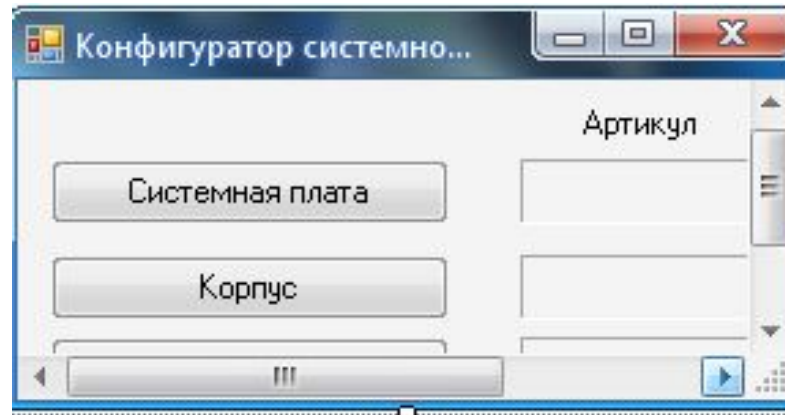 Конфигуратор системно...
Артикул
Системная плата
Корпус